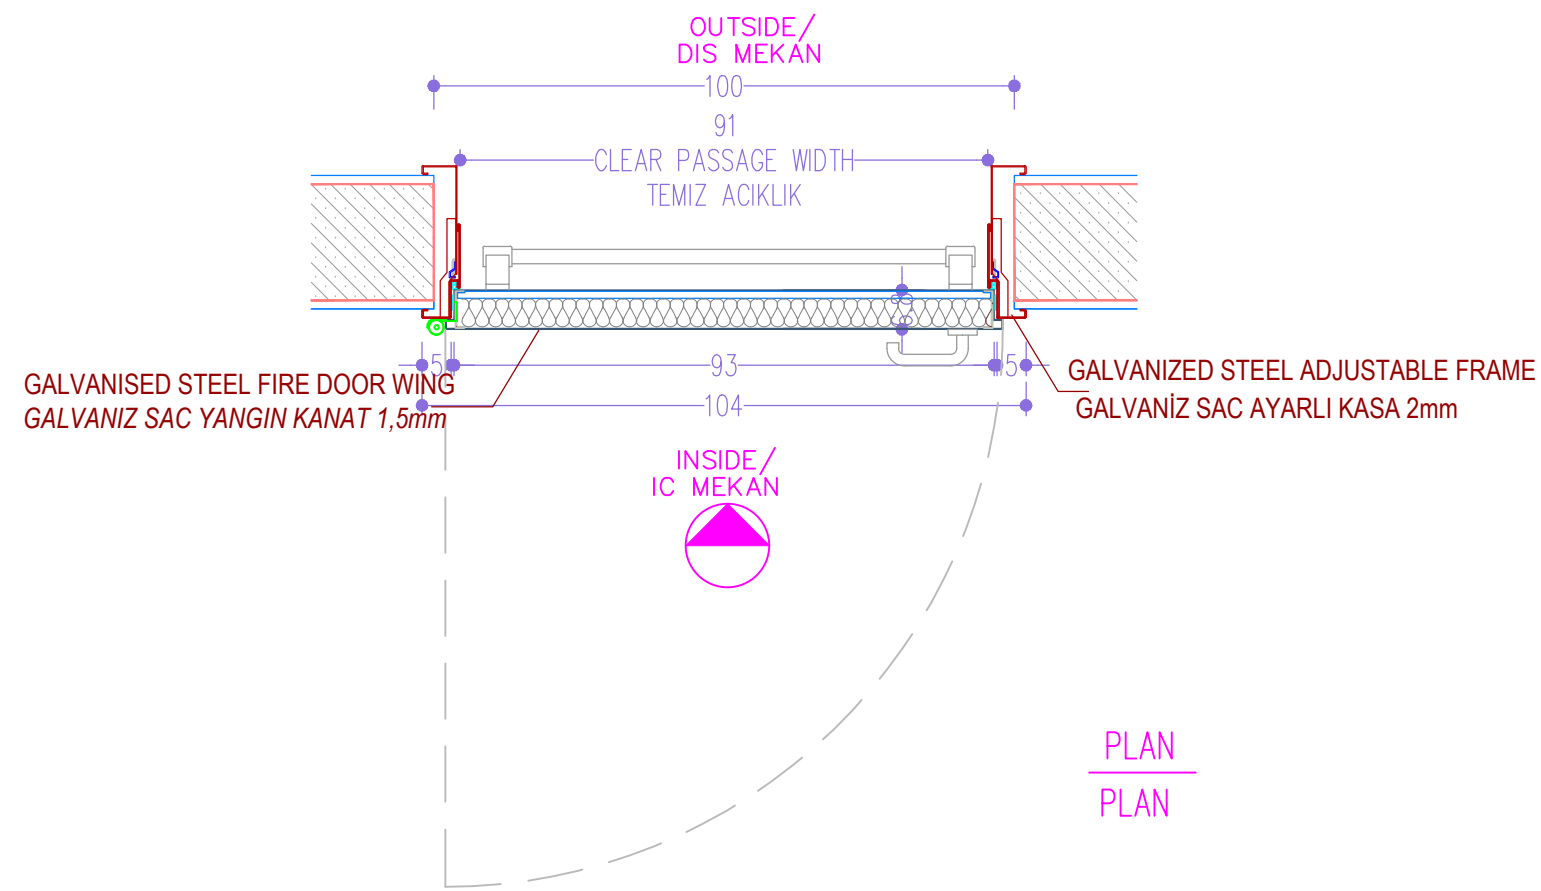 OUTSIDE/
DIS MEKAN
100
91
CLEAR PASSAGE WIDTH
TEMIZ ACIKLIK
5
93
5
GALVANISED STEEL FIRE DOOR WING
GALVANIZ SAC YANGIN KANAT 1,5mm
104
GALVANIZED STEEL ADJUSTABLE FRAME
GALVANİZ SAC AYARLI KASA 2mm
INSIDE/
IC MEKAN
PLAN
PLAN